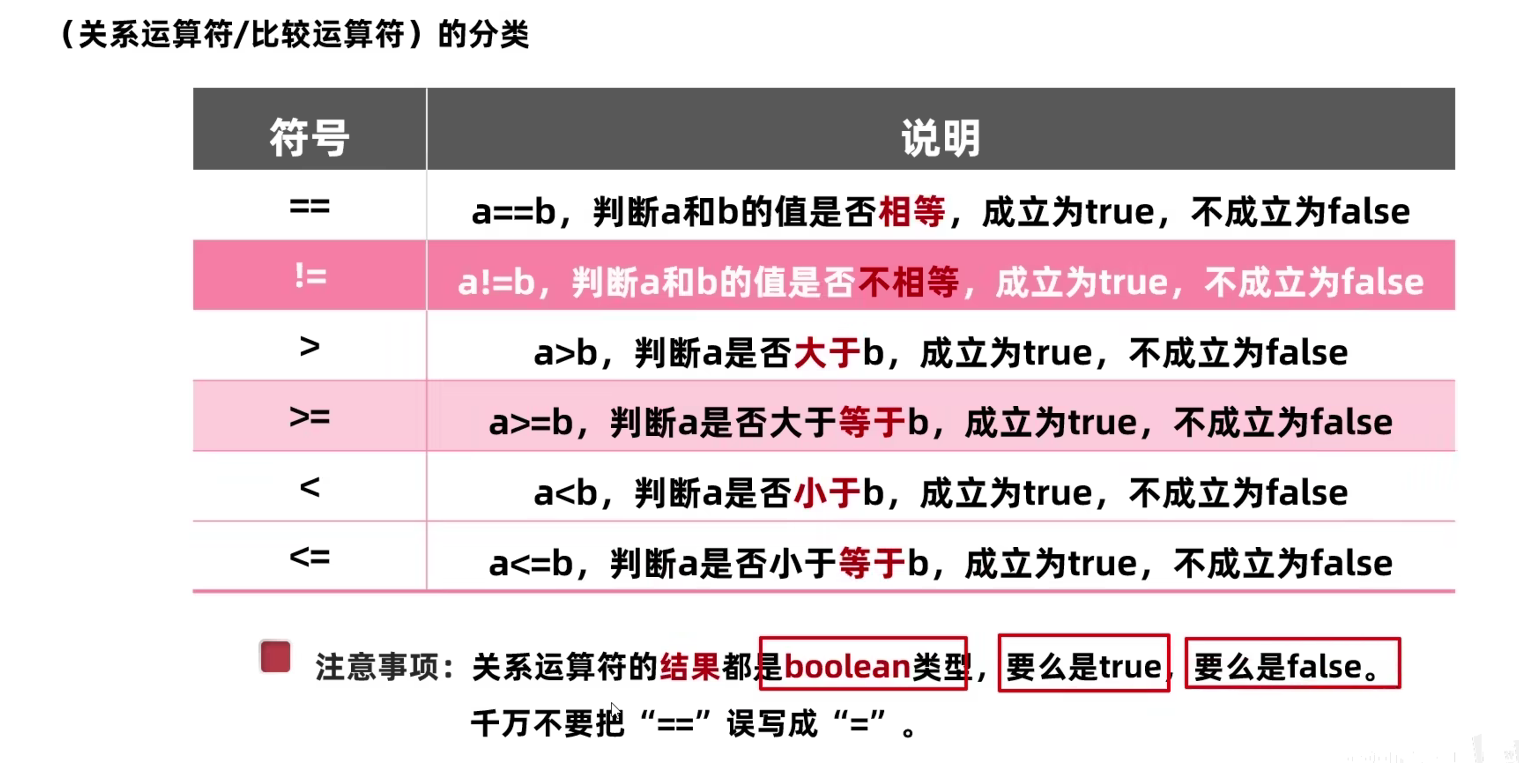 （关系运算符/比较运算符）的分类
符号 说明
== a==b，判断a和b的值是否相等，成立为true，不成立为false
!= a!=b，判断a和b的值是否不相等，成立为true，不成立为false
> a>b，判断a是否大于b，成立为true，不成立为false
>= a>=b，判断a是否大于等于b，成立为true，不成立为false
< a<b，判断a是否小于b，成立为true，不成立为false
<= a<=b，判断a是否小于等于b，成立为true，不成立为false
注意事项：关系运算符的结果都是boolean类型，要么是true，要么是false。
千万不要把“==”误写成“=”。